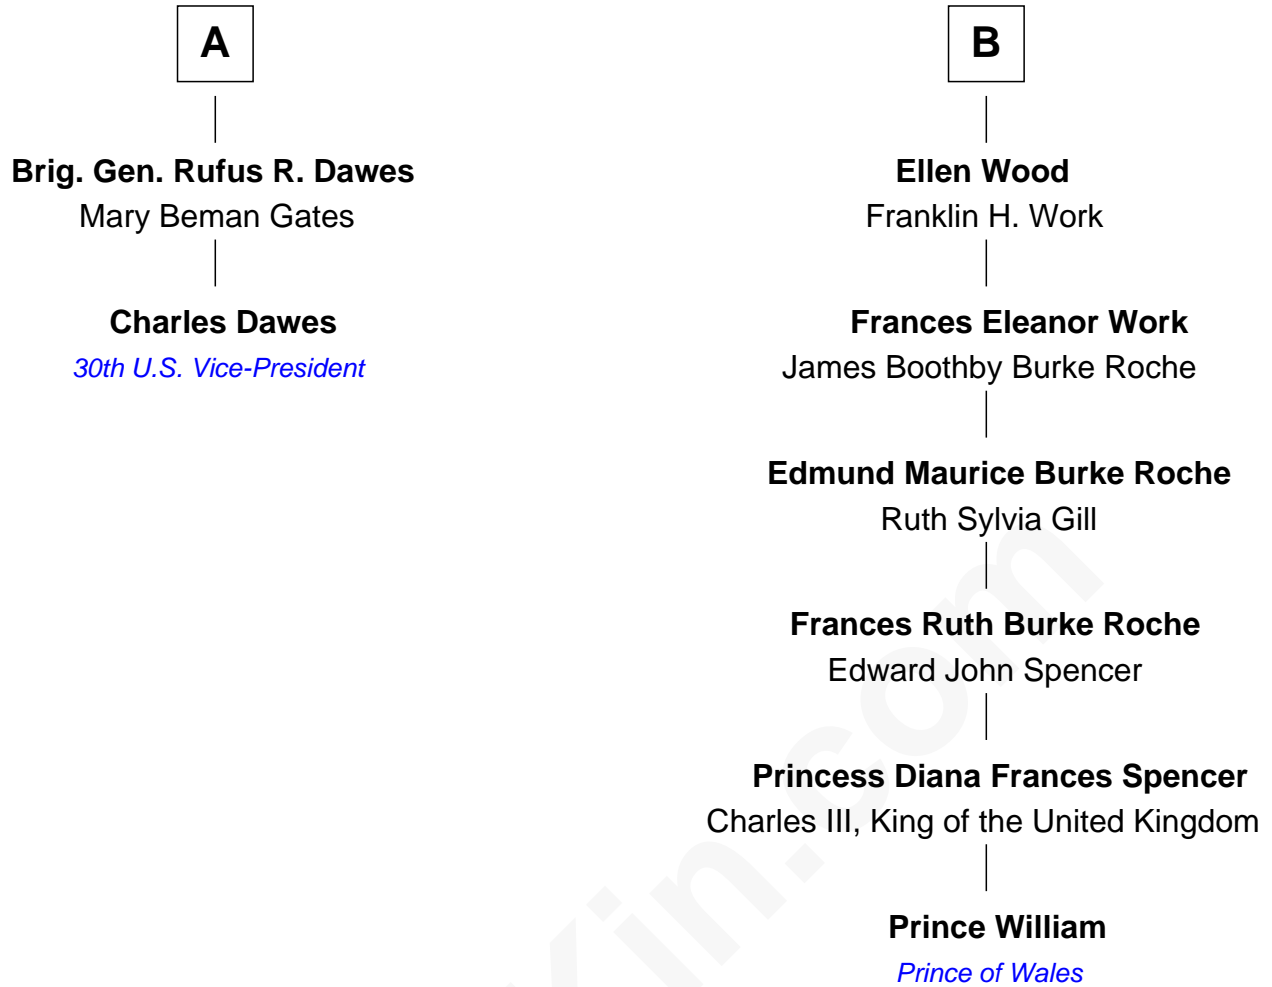 A
Brig. Gen. Rufus R. Dawes
Mary Beman Gates
Charles Dawes
30th U.S. Vice-President
B
Ellen Wood
Franklin H. Work
Frances Eleanor Work
James Boothby Burke Roche
Edmund Maurice Burke Roche
Ruth Sylvia Gill
Frances Ruth Burke Roche
Edward John Spencer
Princess Diana Frances Spencer
Charles III, King of the United Kingdom
Prince William
Prince of Wales
Kin.com